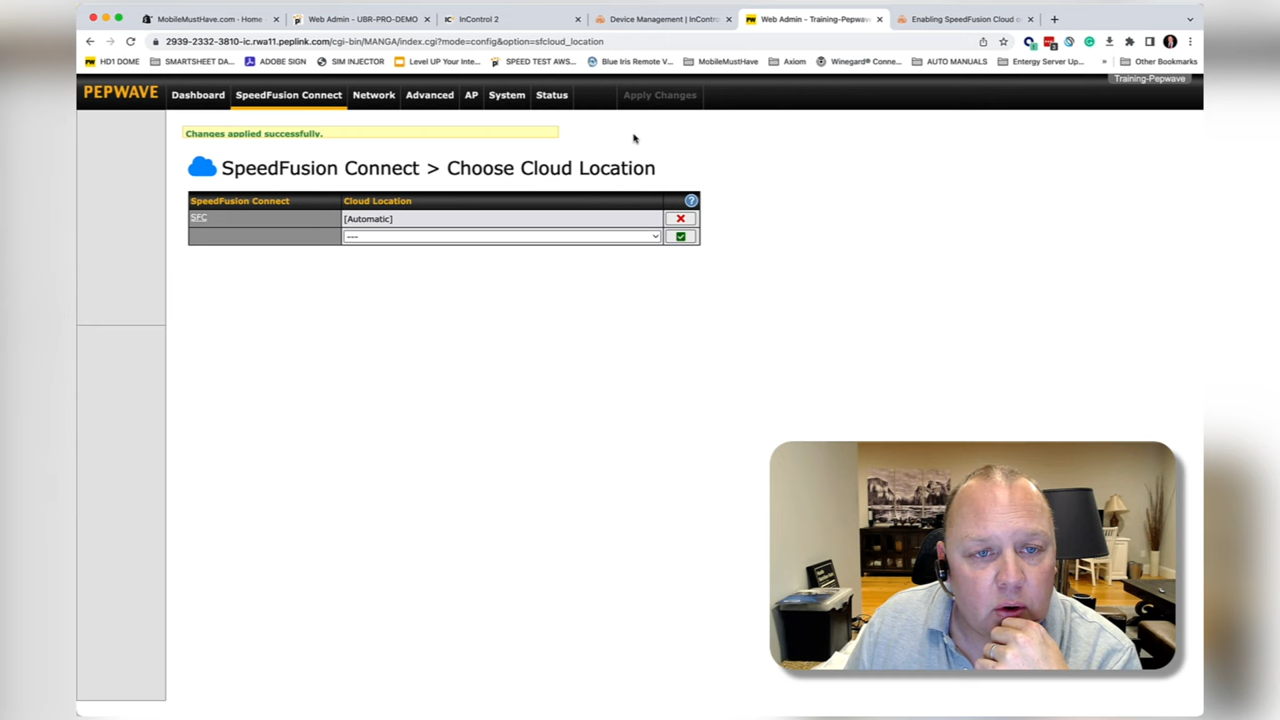 MobileMustHave.com - Home
Web Admin - UBR-PRO-DEMO
InControl 2
Device Management | InContro
Web Admin - Training-Pepwave
Enabling SpeedFusion Cloud o
2939-2332-3810-ic.rwa11.peplink.com/cgi-bin/MANGA/index.cgi?mode=config&option=sfcloud_location
HD1 DOME
SMARTSHEET DA...
ADOBE SIGN
SIM INJECTOR
Level UP Your Inte...
SPEED TEST AWS...
Blue Iris Remote V...
MobileMustHave
Axiom
Winegard® Conne...
AUTO MANUALS
Entergy Server Up...
Other Bookmarks
Training-Pepwave
PEPWAVE
Dashboard
SpeedFusion Connect
Network
Advanced
AP
System
Status
Apply Changes
Changes applied successfully.
SpeedFusion Connect > Choose Cloud Location
SpeedFusion Connect
Cloud Location
SFC
[Automatic]
---